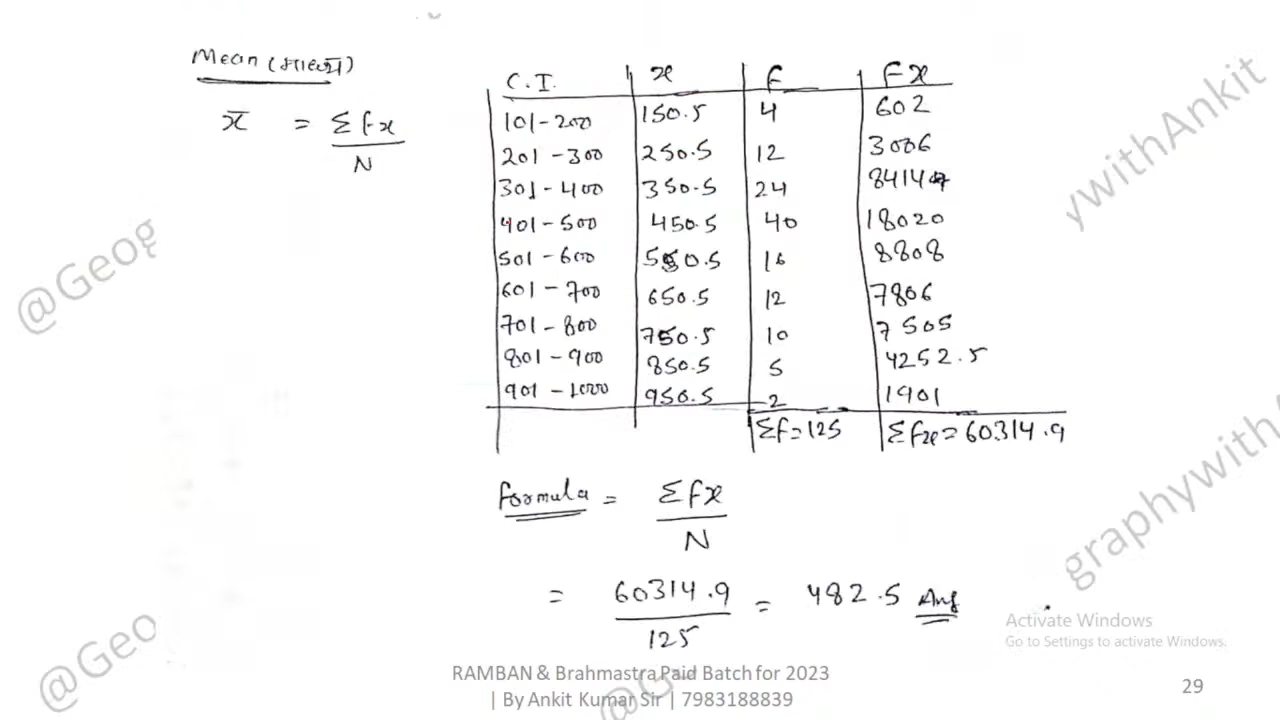 Mean (माध्य)
x̄ = Σfx / N
C.I. x F Fx
101-200 150.5 4 602
201-300 250.5 12 3006
301-400 350.5 24 8414
401-500 450.5 40 18020
501-600 550.5 16 8808
601-700 650.5 12 7806
701-800 750.5 10 7505
801-900 850.5 5 4252.5
901-1000 950.5 2 1901
Σf=125 Σfx=60314.9
formula = Σfx / N
= 60314.9 / 125 = 482.5 Ans
@Geog
ywithAnkit
@Geo
graphywithA
Activate Windows
Go to Settings to activate Windows.
RAMBAN & Brahmastra Paid Batch for 2023
| By Ankit Kumar Sir | 7983188839
29